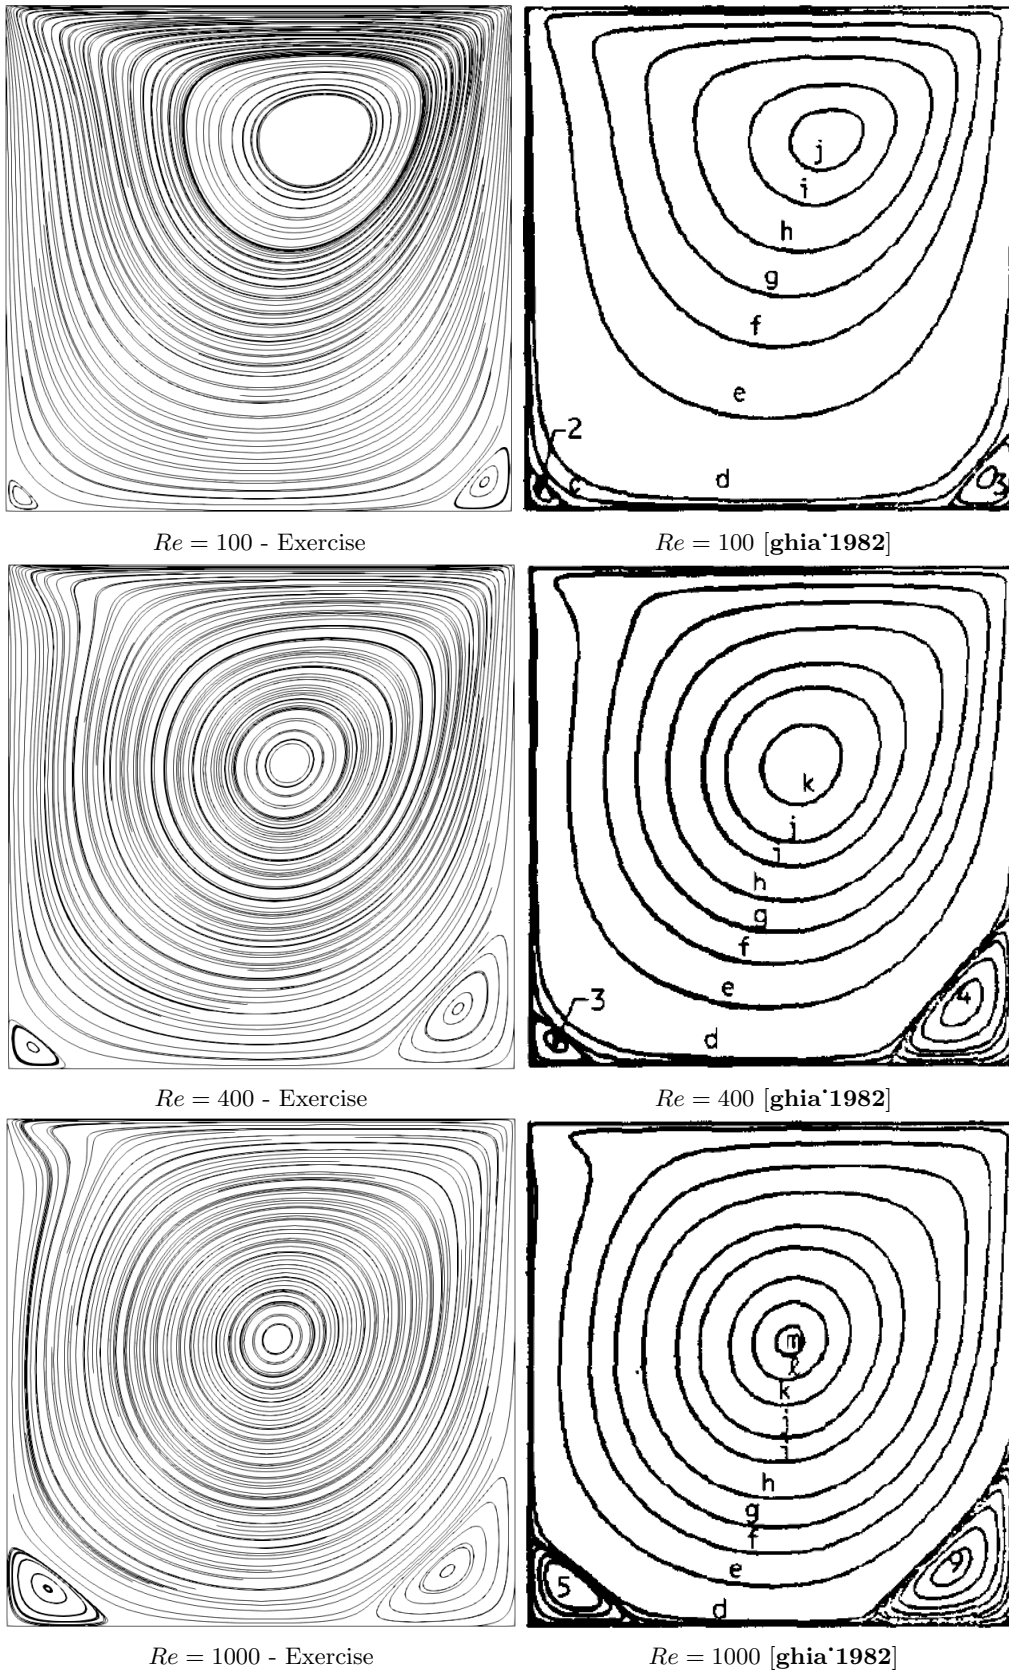 j
i
h
g
f
e
2
c
d
3
Re = 100 - Exercise
Re = 100 [ghia˙1982]
k
j
i
h
g
f
e
3
4
d
Re = 400 - Exercise
Re = 400 [ghia˙1982]
m
ℓ
k
j
i
h
g
f
e
5
9
d
Re = 1000 - Exercise
Re = 1000 [ghia˙1982]